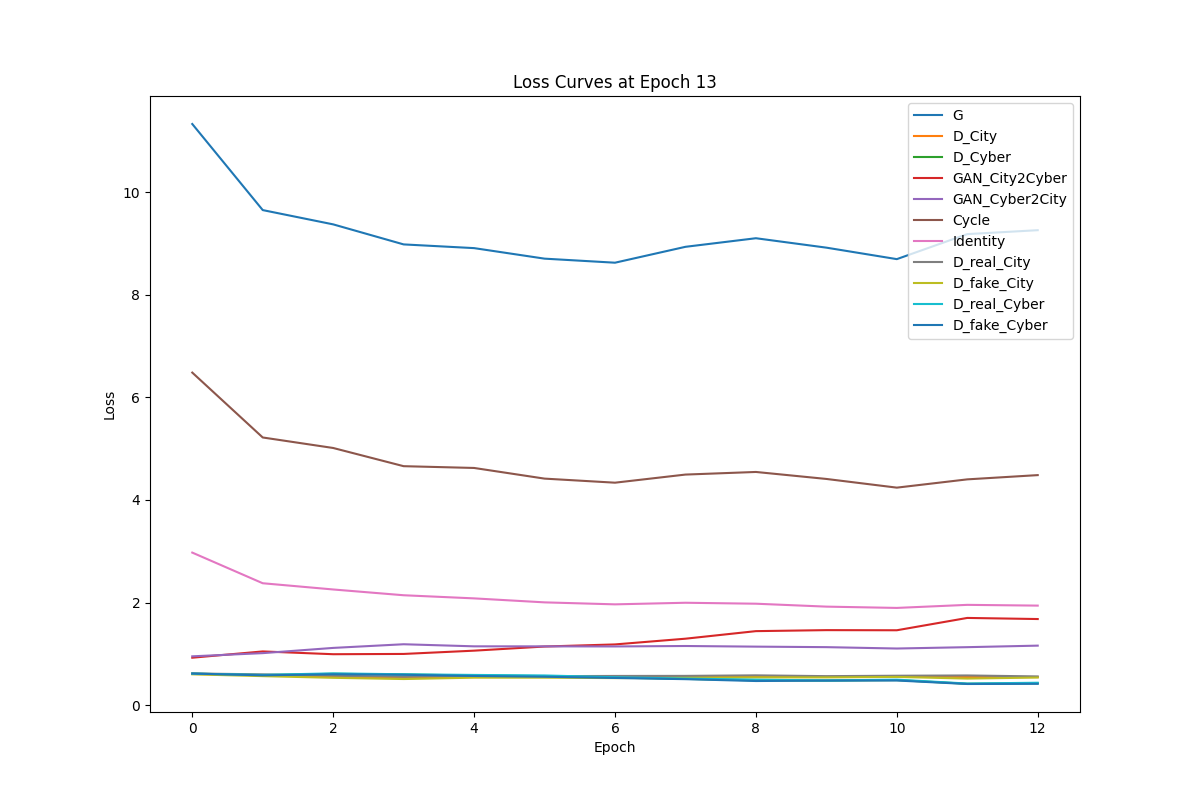 Loss Curves at Epoch 13
G
D_City
D_Cyber
GAN_City2Cyber
GAN_Cyber2City
Cycle
Identity
D_real_City
D_fake_City
D_real_Cyber
D_fake_Cyber
10
8
6
4
2
0
Loss
0 2 4 6 8 10 12
Epoch